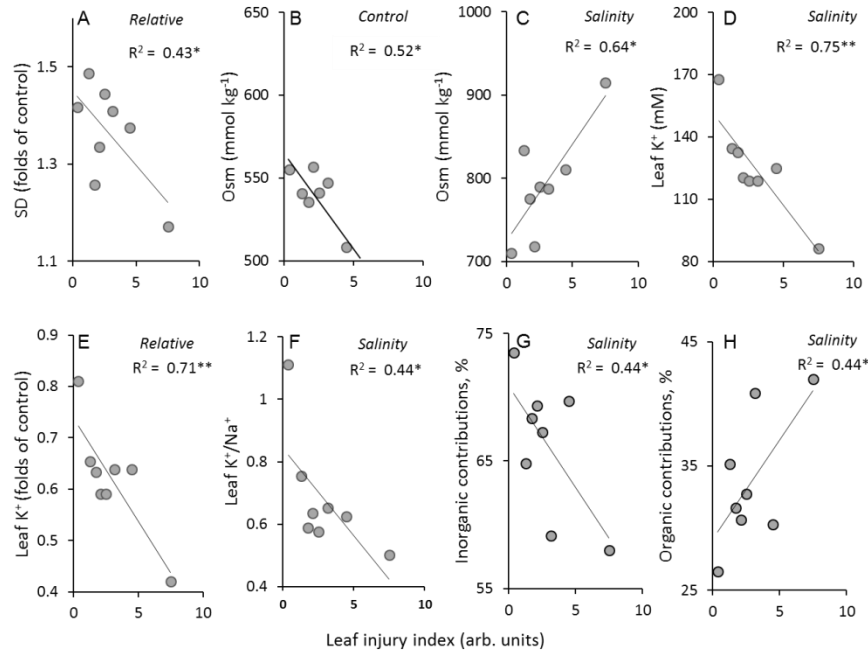 A
Relative
R² = 0.43*
SD (folds of control)
1.5
1.3
1.1
0 5 10
B
Control
R² = 0.52*
Osm (mmol kg⁻¹)
650
600
550
500
0 5 10
C
Salinity
R² = 0.64*
Osm (mmol kg⁻¹)
1000
900
800
700
0 5 10
D
Salinity
R² = 0.75**
Leaf K⁺ (mM)
200
170
140
110
80
0 5 10
E
Relative
R² = 0.71**
Leaf K⁺ (folds of control)
0.9
0.8
0.7
0.6
0.5
0.4
0 5 10
F
Salinity
R² = 0.44*
Leaf K⁺/Na⁺
1.2
1
0.8
0.6
0.4
0 5 10
G
Salinity
R² = 0.44*
Inorganic contributions, %
75
65
55
0 5 10
H
Salinity
R² = 0.44*
Organic contributions, %
45
35
25
0 5 10
Leaf injury index (arb. units)